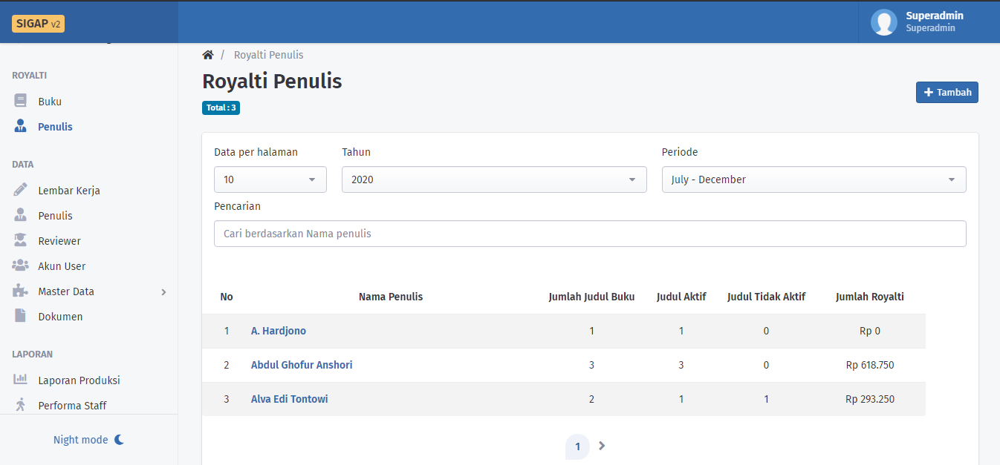 SIGAP v2
Superadmin
Superadmin
ROYALTI
Buku
Penulis
DATA
Lembar Kerja
Penulis
Reviewer
Akun User
Master Data
Dokumen
LAPORAN
Laporan Produksi
Performa Staff
Night mode
/ Royalti Penulis
Royalti Penulis
Total : 3
+ Tambah
Data per halaman Tahun Periode
10 2020 July - December
Pencarian
Cari berdasarkan Nama penulis
No Nama Penulis Jumlah Judul Buku Judul Aktif Judul Tidak Aktif Jumlah Royalti
1 A. Hardjono 1 1 0 Rp 0
2 Abdul Ghofur Anshori 3 3 0 Rp 618.750
3 Alva Edi Tontowi 2 1 1 Rp 293.250
1